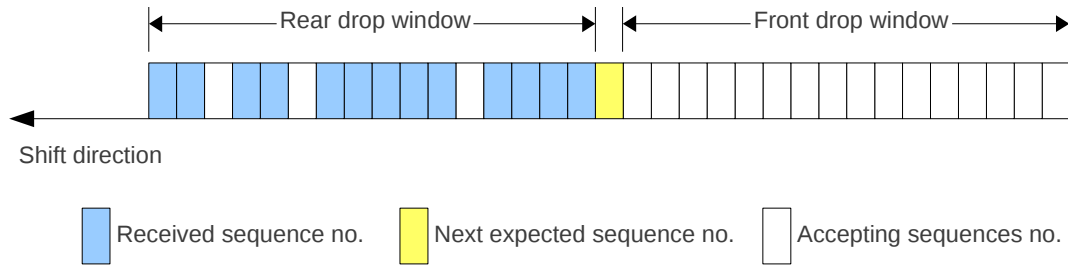 Rear drop window
Front drop window
Shift direction
Received sequence no.
Next expected sequence no.
Accepting sequences no.